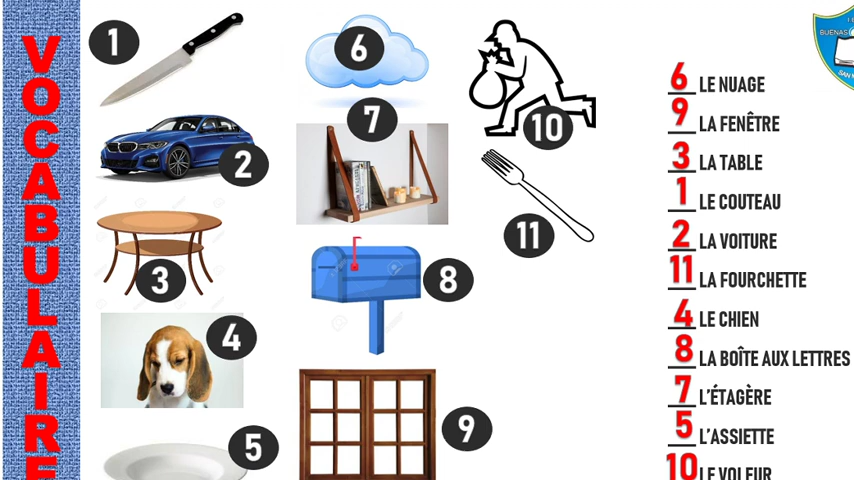 VOCABULAIRE
1
2
3
4
5
6
7
8
9
10
11
6 LE NUAGE
9 LA FENÊTRE
3 LA TABLE
1 LE COUTEAU
2 LA VOITURE
11 LA FOURCHETTE
4 LE CHIEN
8 LA BOÎTE AUX LETTRES
7 L'ÉTAGÈRE
5 L'ASSIETTE
10 LE VOLEUR
BUENAS